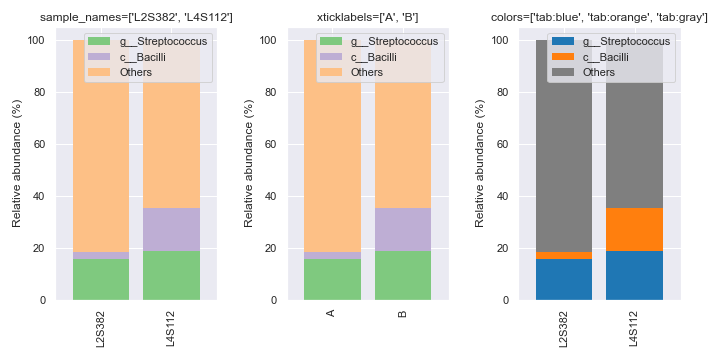 sample_names=['L2S382', 'L4S112']
Relative abundance (%)
100
80
60
40
20
0
g__Streptococcus
c__Bacilli
Others
L2S382
L4S112
xticklabels=['A', 'B']
Relative abundance (%)
100
80
60
40
20
0
g__Streptococcus
c__Bacilli
Others
A
B
colors=['tab:blue', 'tab:orange', 'tab:gray']
Relative abundance (%)
100
80
60
40
20
0
g__Streptococcus
c__Bacilli
Others
L2S382
L4S112